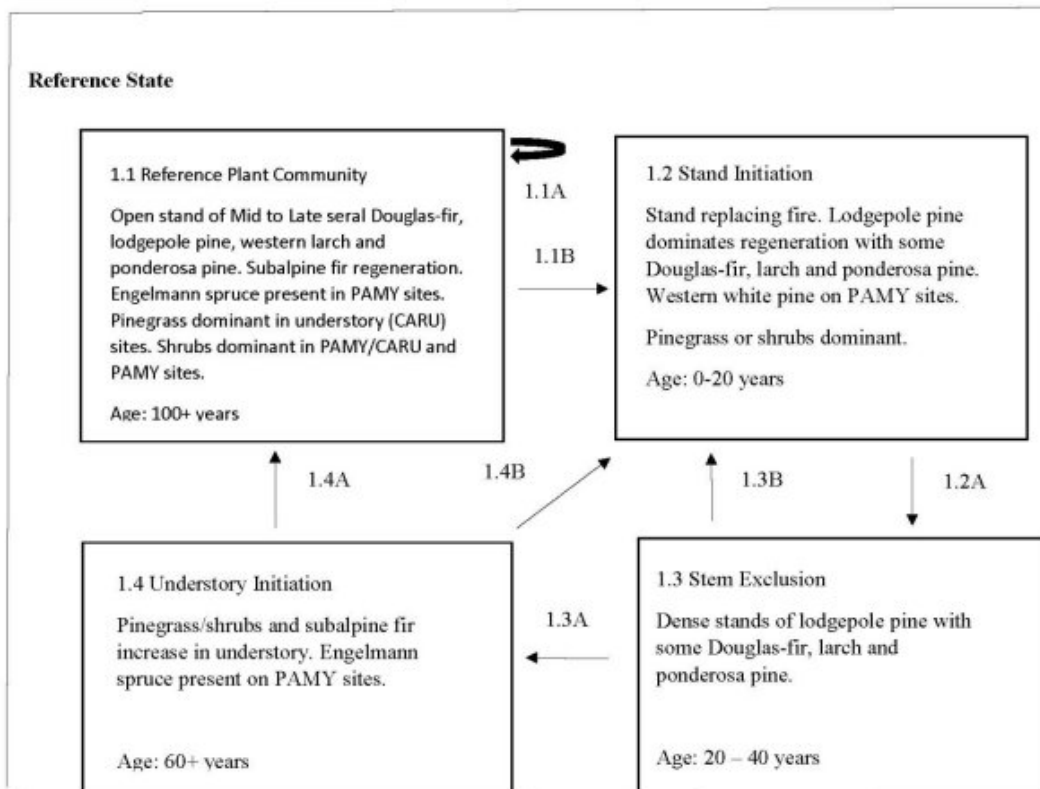 Reference State
1.1 Reference Plant Community
Open stand of Mid to Late seral Douglas-fir,
lodgepole pine, western larch and
ponderosa pine. Subalpine fir regeneration.
Engelmann spruce present in PAMY sites.
Pinegrass dominant in understory (CARU)
sites. Shrubs dominant in PAMY/CARU and
PAMY sites.
Age: 100+ years
1.1A
1.1B
1.2 Stand Initiation
Stand replacing fire. Lodgepole pine
dominates regeneration with some
Douglas-fir, larch and ponderosa pine.
Western white pine on PAMY sites.
Pinegrass or shrubs dominant.
Age: 0-20 years
1.4A
1.4B
1.3B
1.2A
1.4 Understory Initiation
Pinegrass/shrubs and subalpine fir
increase in understory. Engelmann
spruce present on PAMY sites.
Age: 60+ years
1.3A
1.3 Stem Exclusion
Dense stands of lodgepole pine with
some Douglas-fir, larch and
ponderosa pine.
Age: 20 – 40 years